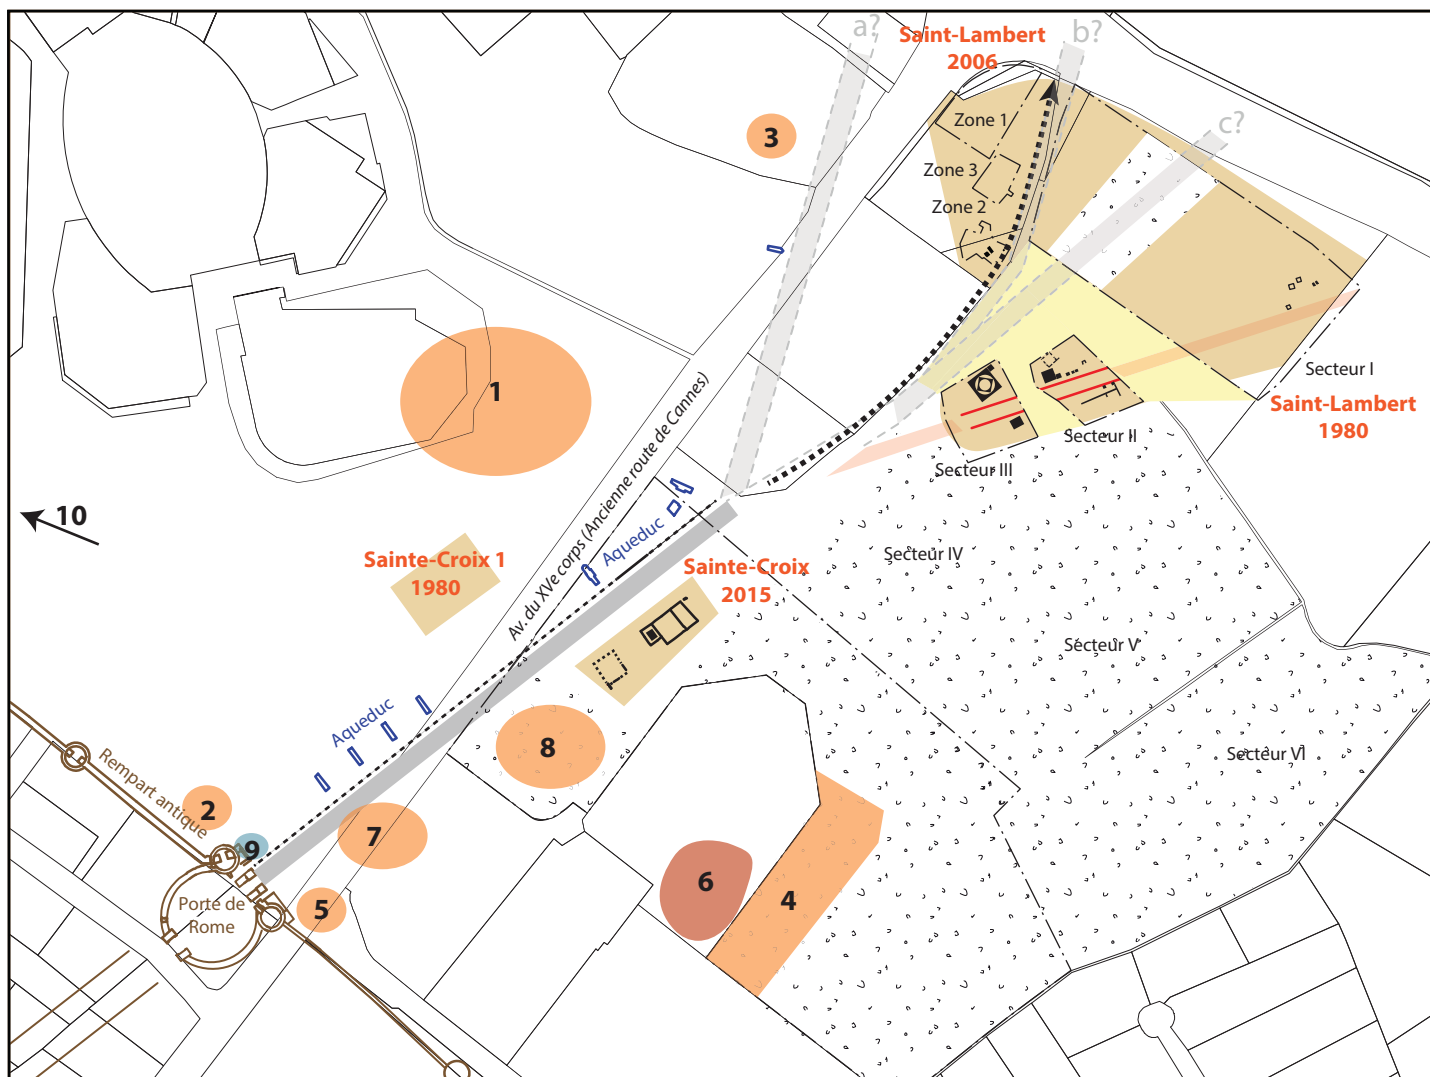 a?
Saint-Lambert
2006
b?
c?
3
Zone 1
Zone 3
Zone 2
1
Secteur I
Saint-Lambert
1980
Secteur II
Secteur III
10
Av. du XVe corps (Ancienne route de Cannes)
Aqueduc
Sainte-Croix 1
1980
Sainte-Croix
2015
Secteur IV
Secteur V
Secteur VI
Aqueduc
8
Rempart antique
2
7
9
6
4
5
Porte de
Rome